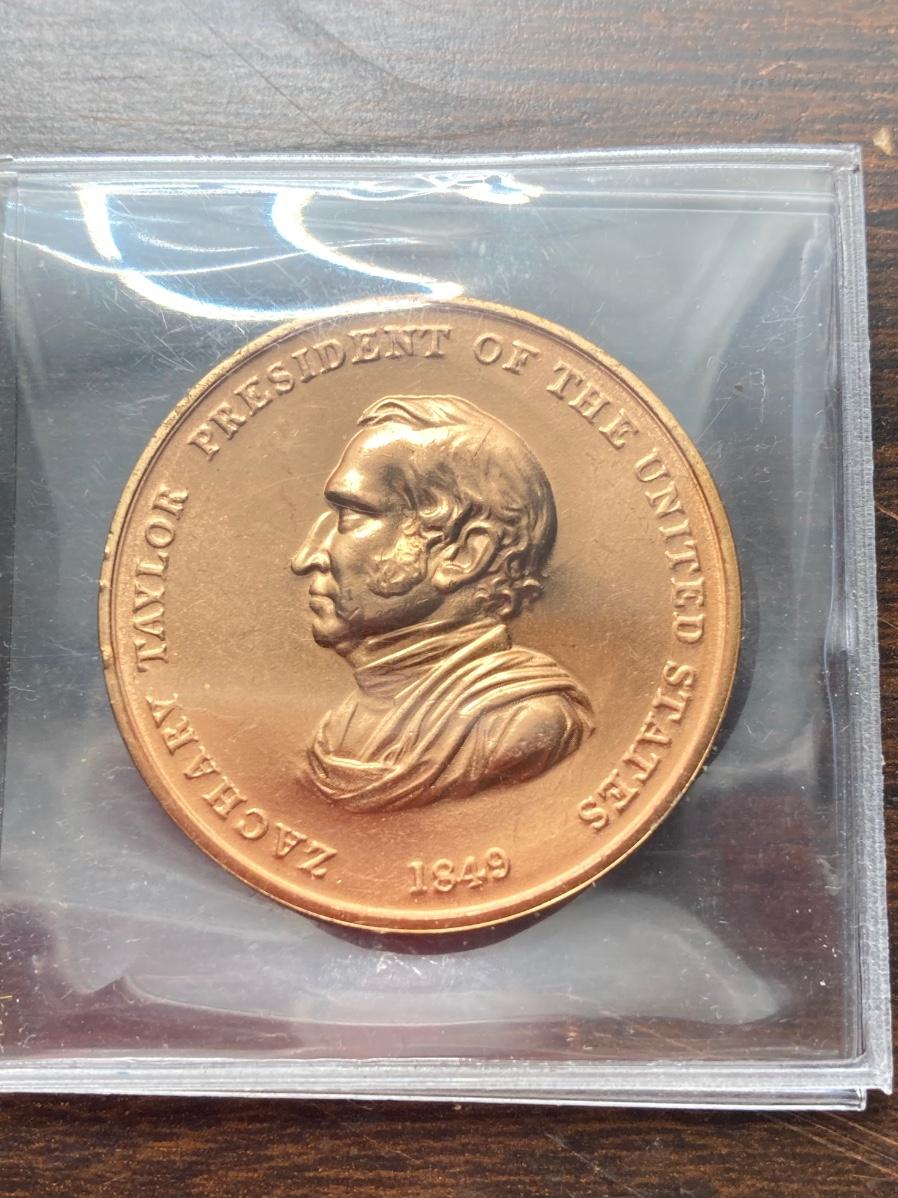 ZACHARY TAYLOR PRESIDENT OF THE UNITED STATES
1849